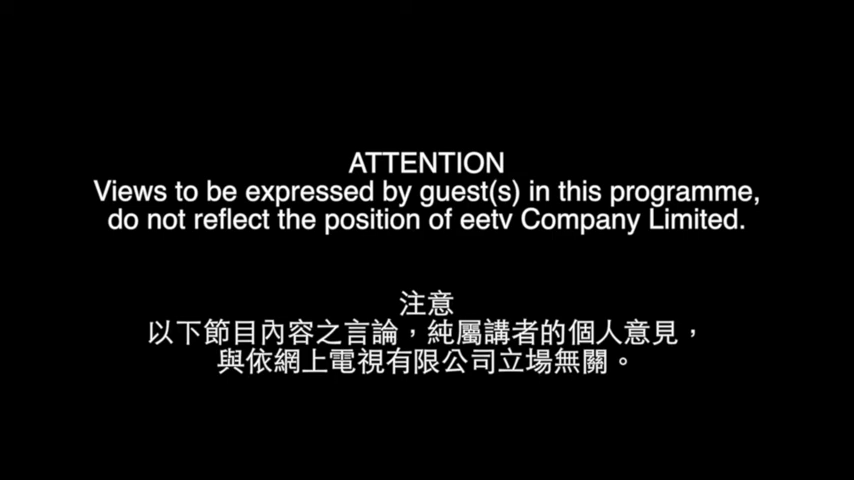 ATTENTION
Views to be expressed by guest(s) in this programme,
do not reflect the position of eetv Company Limited.
注意
以下節目內容之言論，純屬講者的個人意見，
與依網上電視有限公司立場無關。